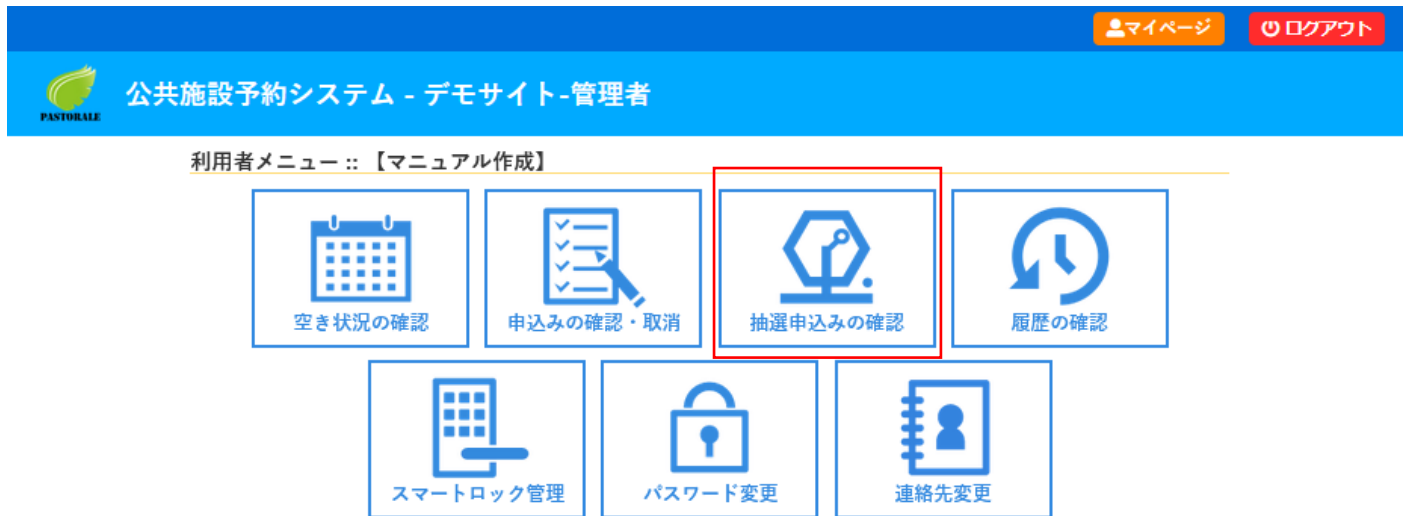 マイページ ログアウト
PASTORALE
公共施設予約システム - デモサイト-管理者
利用者メニュー :: 【マニュアル作成】
空き状況の確認 申込みの確認・取消 抽選申込みの確認 履歴の確認
スマートロック管理 パスワード変更 連絡先変更